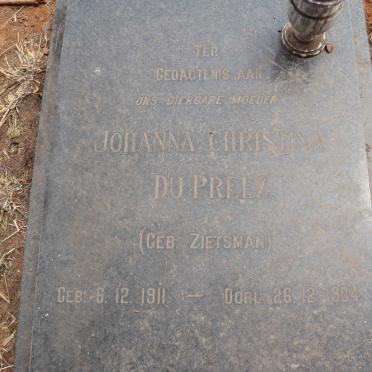 TER
GEDAGTENIS AAN
ONS DIERBARE MOEDER
JOHANNA CHRISTINA
DU PREEZ
(GEB. ZIETSMAN)
GEB. 6. 12. 1911 — OORL. 26. 12.